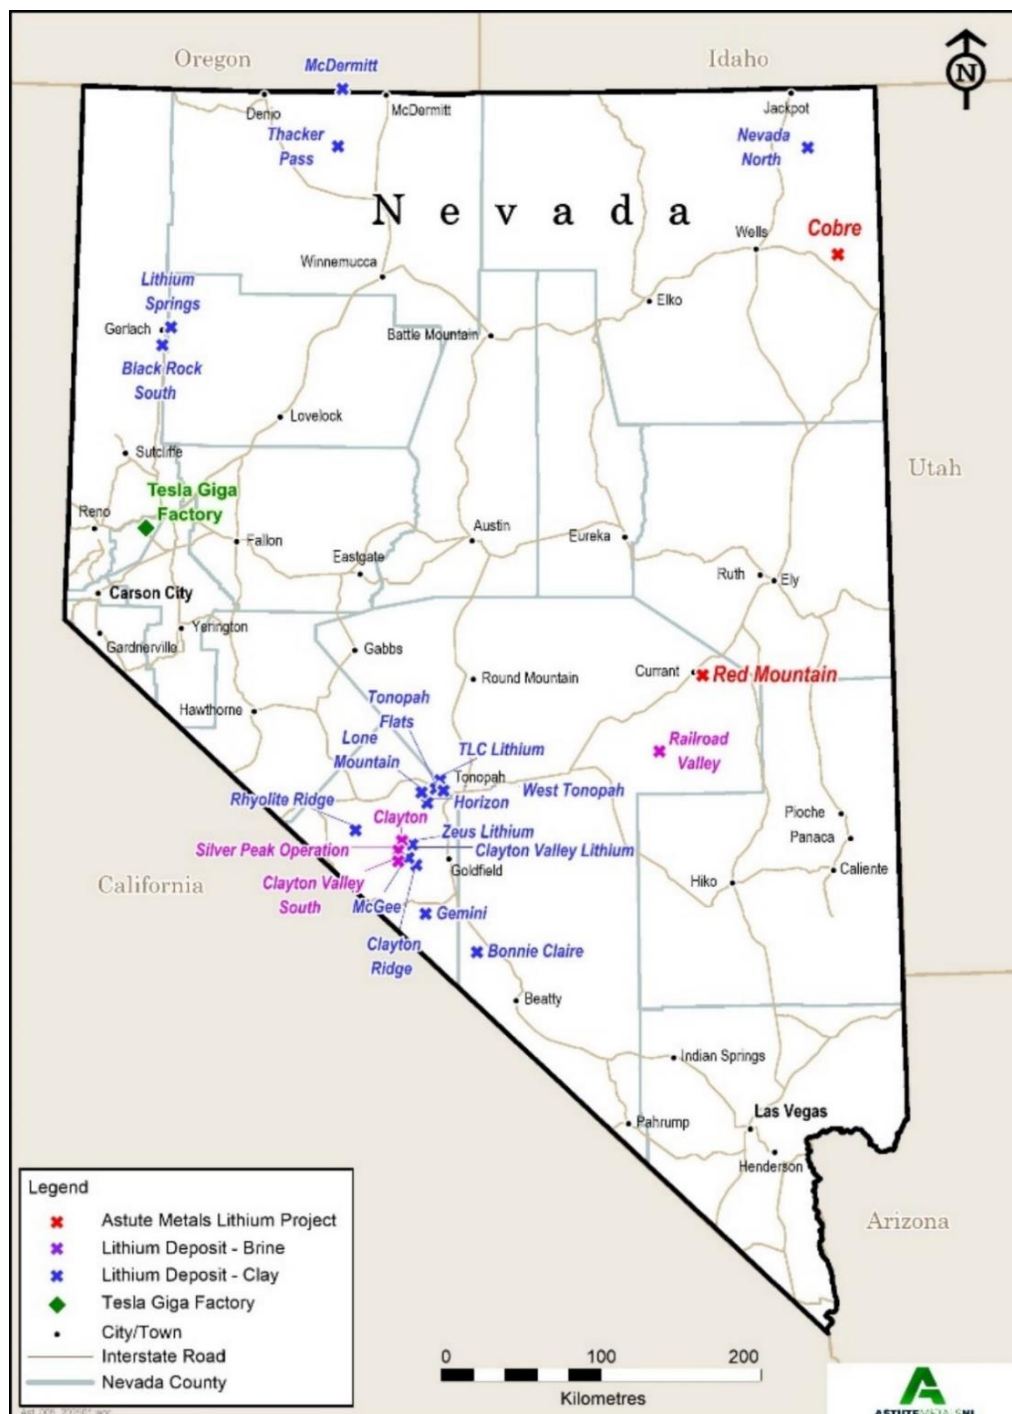 Oregon
Idaho
McDermitt
N
Denio
McDermitt
Jackpot
Thacker
Pass
Nevada
North
Nevada
Cobre
Wells
Winnemucca
Lithium
Springs
Elko
Gerlach
Battle Mountain
Black Rock
South
Lovelock
Sutcliffe
Utah
Tesla Giga
Factory
Reno
Austin
Fallon
Eureka
Eastgate
Ruth
Ely
Carson City
Yerington
Gardnerville
Gabbs
Currant
Red Mountain
Round Mountain
Tonopah
Flats
Hawthorne
Lone
Mountain
Railroad
Valley
TLC Lithium
Tonopah
West Tonopah
Rhyolite Ridge
Horizon
Clayton
Pioche
Zeus Lithium
Panaca
Silver Peak Operation
Clayton Valley Lithium
Goldfield
Caliente
California
Clayton Valley
South
Hiko
McGee
Gemini
Clayton
Ridge
Bonnie Claire
Beatty
Indian Springs
Las Vegas
Pahrump
Henderson
Arizona
Legend
Astute Metals Lithium Project
Lithium Deposit - Brine
Lithium Deposit - Clay
Tesla Giga Factory
City/Town
Interstate Road
Nevada County
0 100 200
Kilometres
ASTUTE METALS NL